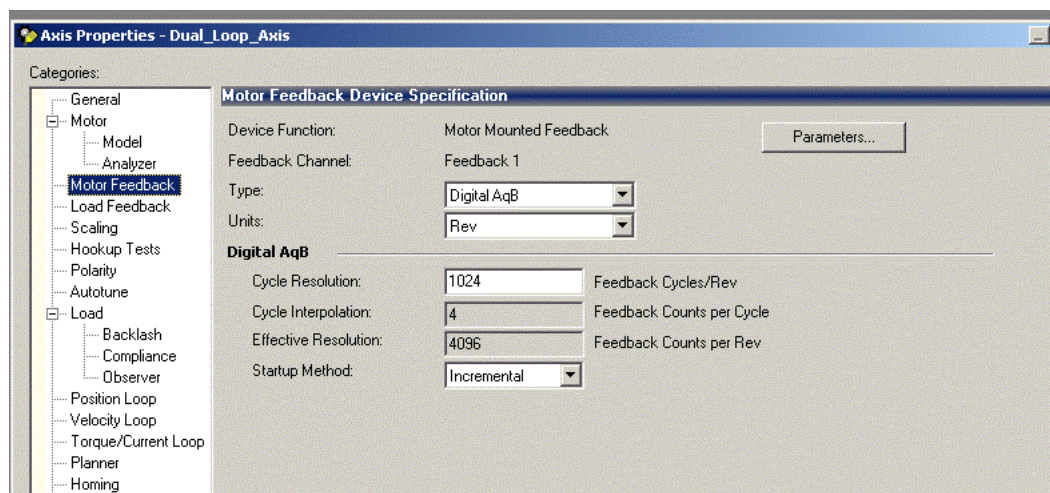 Axis Properties - Dual_Loop_Axis
Categories:
General
Motor
Model
Analyzer
Motor Feedback
Load Feedback
Scaling
Hookup Tests
Polarity
Autotune
Load
Backlash
Compliance
Observer
Position Loop
Velocity Loop
Torque/Current Loop
Planner
Homing
Motor Feedback Device Specification
Device Function: Motor Mounted Feedback Parameters...
Feedback Channel: Feedback 1
Type: Digital AqB
Units: Rev
Digital AqB
Cycle Resolution: 1024 Feedback Cycles/Rev
Cycle Interpolation: 4 Feedback Counts per Cycle
Effective Resolution: 4096 Feedback Counts per Rev
Startup Method: Incremental